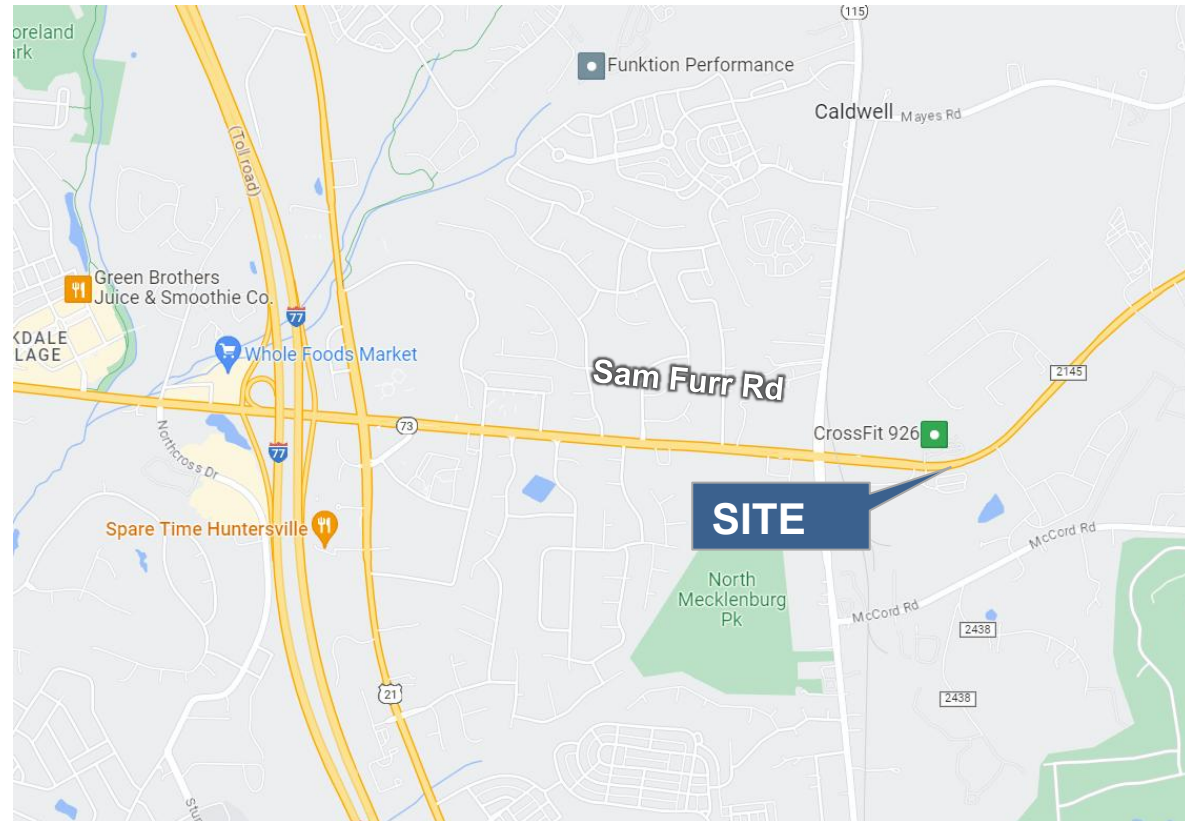 115
oreland
rk
Funktion Performance
Caldwell
Mayes Rd
(Toll road)
Green Brothers
Juice & Smoothie Co.
77
KDALE
LAGE
Whole Foods Market
Sam Furr Rd
2145
73
CrossFit 926
Northcross Dr
77
SITE
Spare Time Huntersville
McCord Rd
North
Mecklenburg
Pk
McCord Rd
2438
21
2438
Stu